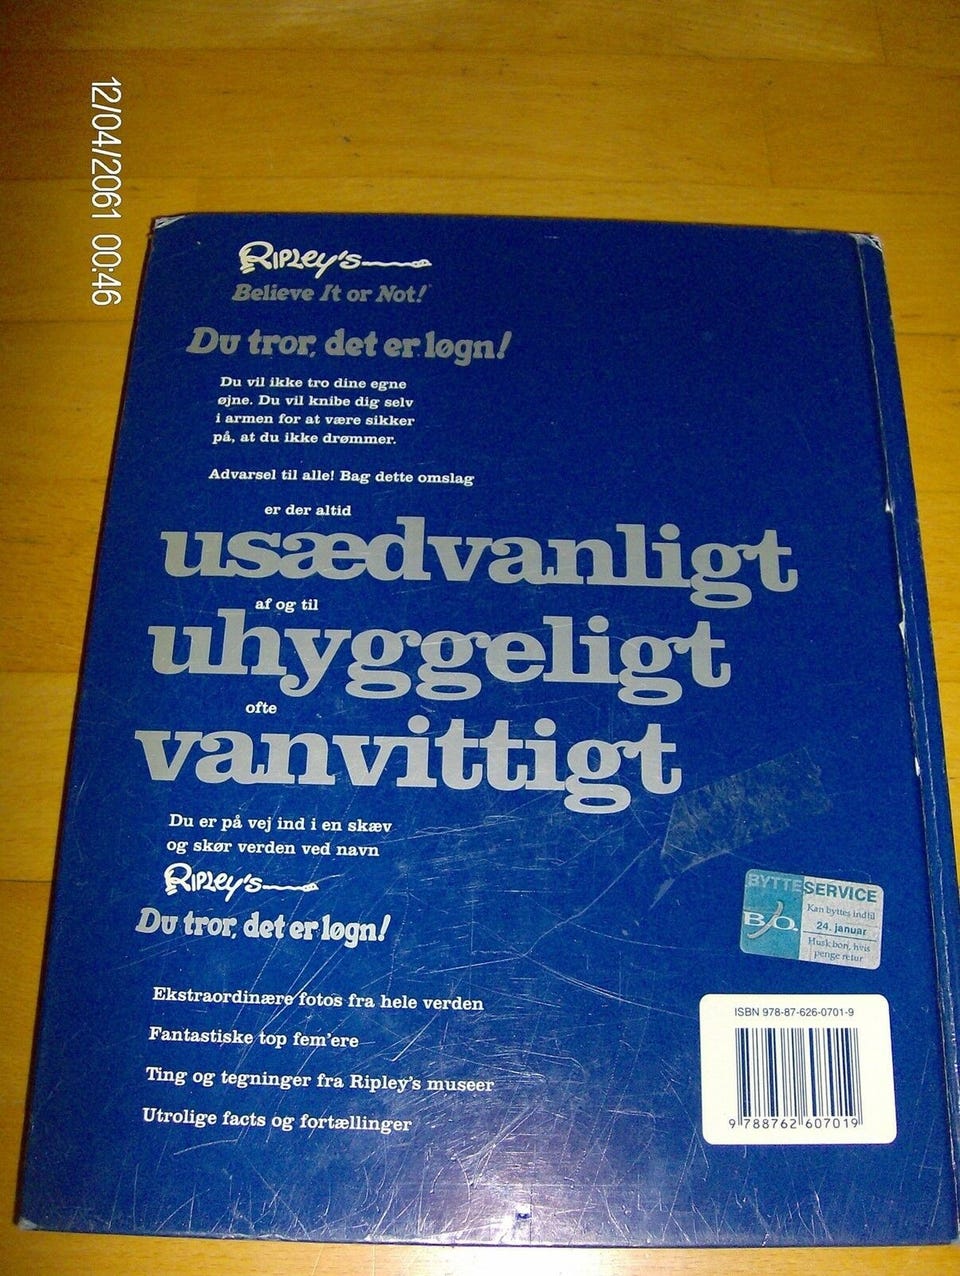 12/04/2061 00:46
Ripley's
Believe It or Not!
Du tror, det er løgn!
Du vil ikke tro dine egne
øjne. Du vil knibe dig selv
i armen for at være sikker
på, at du ikke drømmer.
Advarsel til alle! Bag dette omslag
er der altid
usædvanligt
af og til
uhyggeligt
ofte
vanvittigt
Du er på vej ind i en skæv
og skør verden ved navn
Ripley's
Du tror, det er løgn!
Ekstraordinære fotos fra hele verden
Fantastiske top fem'ere
Ting og tegninger fra Ripley's museer
Utrolige facts og fortællinger
BYTTESERVICE
B/O.
Kan byttes indtil
24. januar
Husk bon, hvis
penge retur
ISBN 978-87-626-0701-9
9 788762 607019